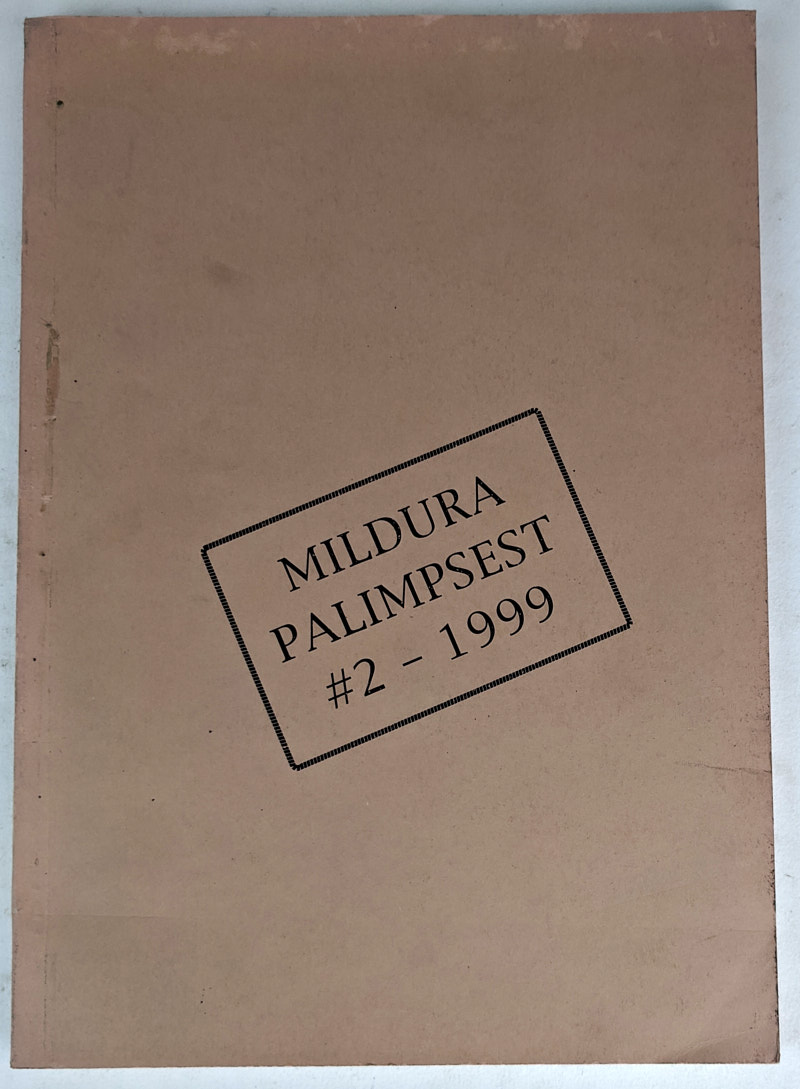 MILDURA
PALIMPSEST
#2 – 1999